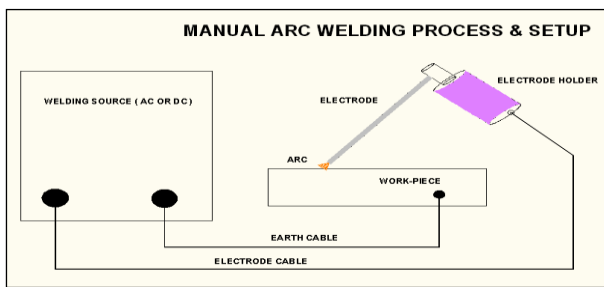 MANUAL ARC WELDING PROCESS & SETUP
ELECTRODE HOLDER
WELDING SOURCE ( AC OR DC )
ELECTRODE
ARC
WORK-PIECE
EARTH CABLE
ELECTRODE CABLE